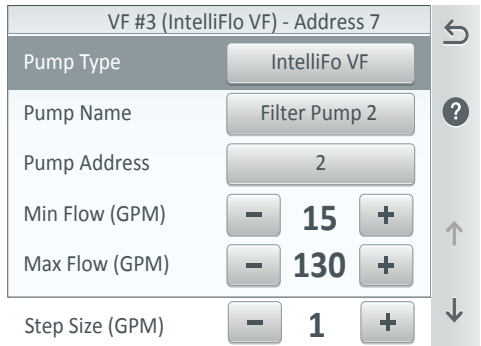 VF #3 (IntelliFlo VF) - Address 7
Pump Type IntelliFo VF
Pump Name Filter Pump 2
Pump Address 2
Min Flow (GPM) - 15 +
Max Flow (GPM) - 130 +
Step Size (GPM) - 1 +
?